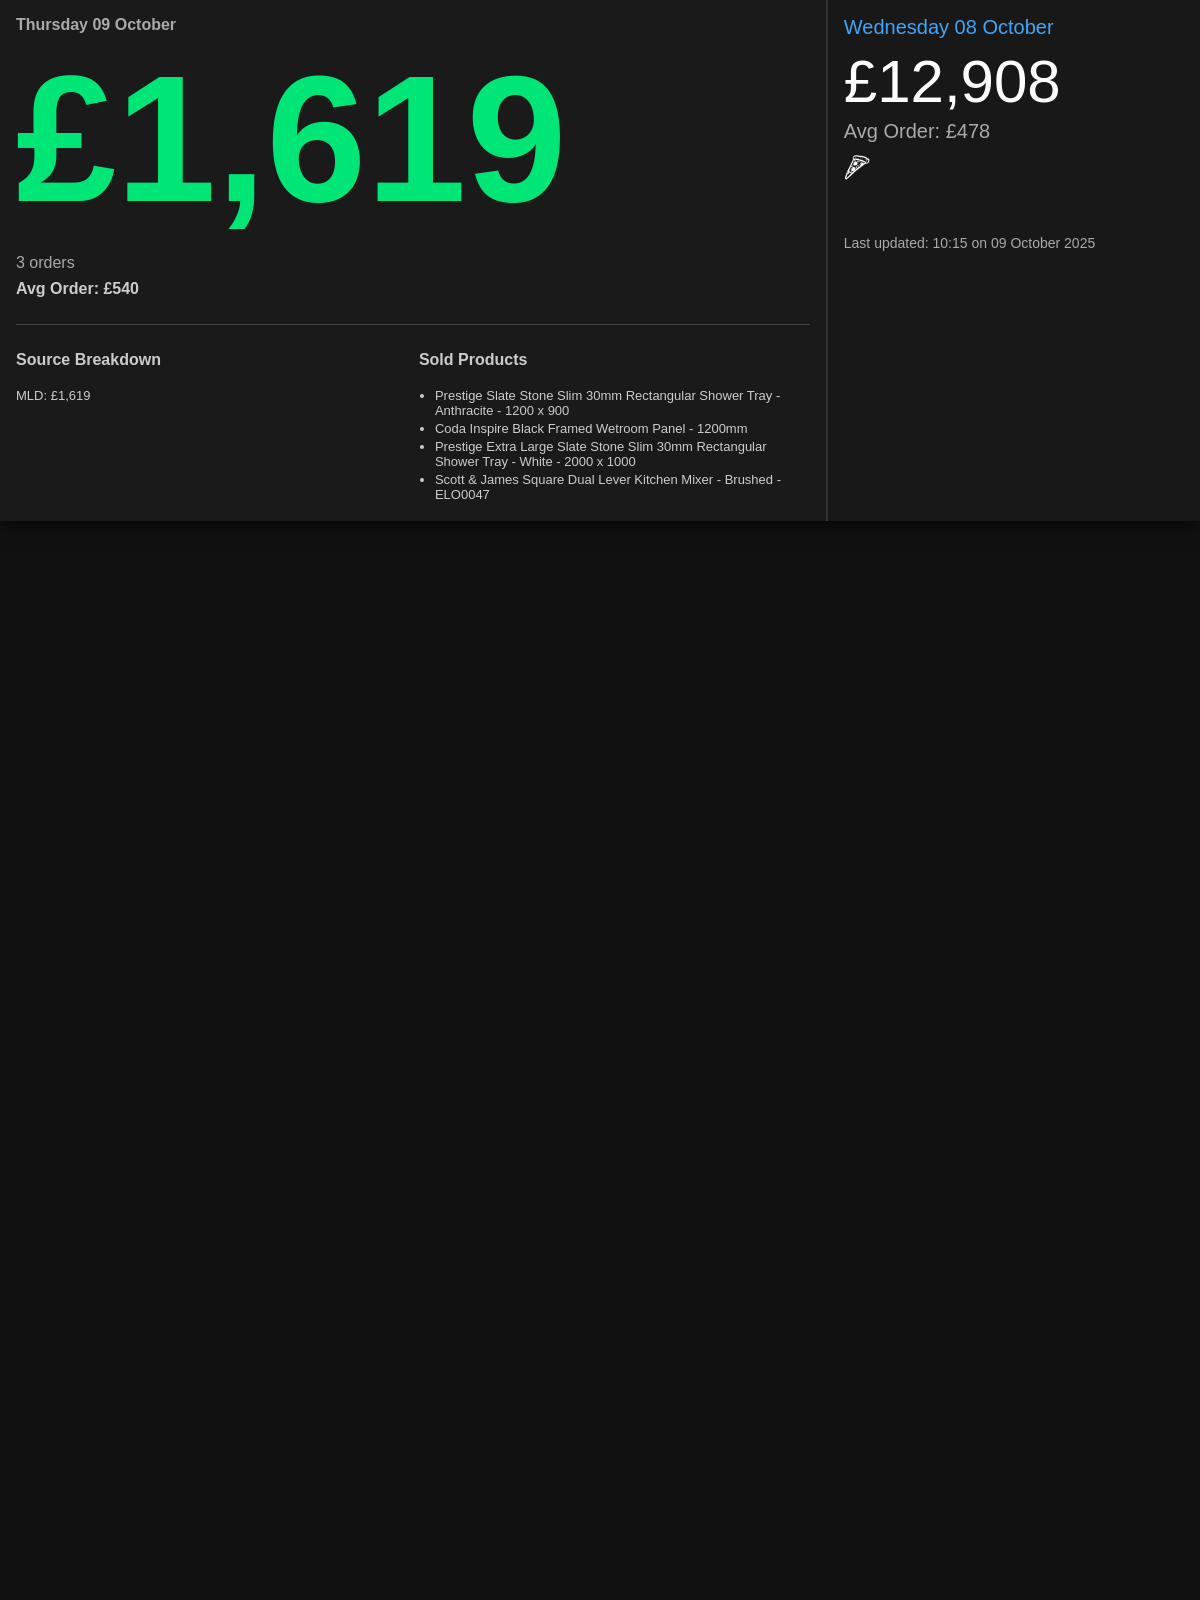 Thursday 09 October
£1,619
3 orders
Avg Order: £540
Source Breakdown
MLD: £1,619
Sold Products
• Prestige Slate Stone Slim 30mm Rectangular Shower Tray -
Anthracite - 1200 x 900
• Coda Inspire Black Framed Wetroom Panel - 1200mm
• Prestige Extra Large Slate Stone Slim 30mm Rectangular
Shower Tray - White - 2000 x 1000
• Scott & James Square Dual Lever Kitchen Mixer - Brushed -
ELO0047
Wednesday 08 October
£12,908
Avg Order: £478
🍕
Last updated: 10:15 on 09 October 2025